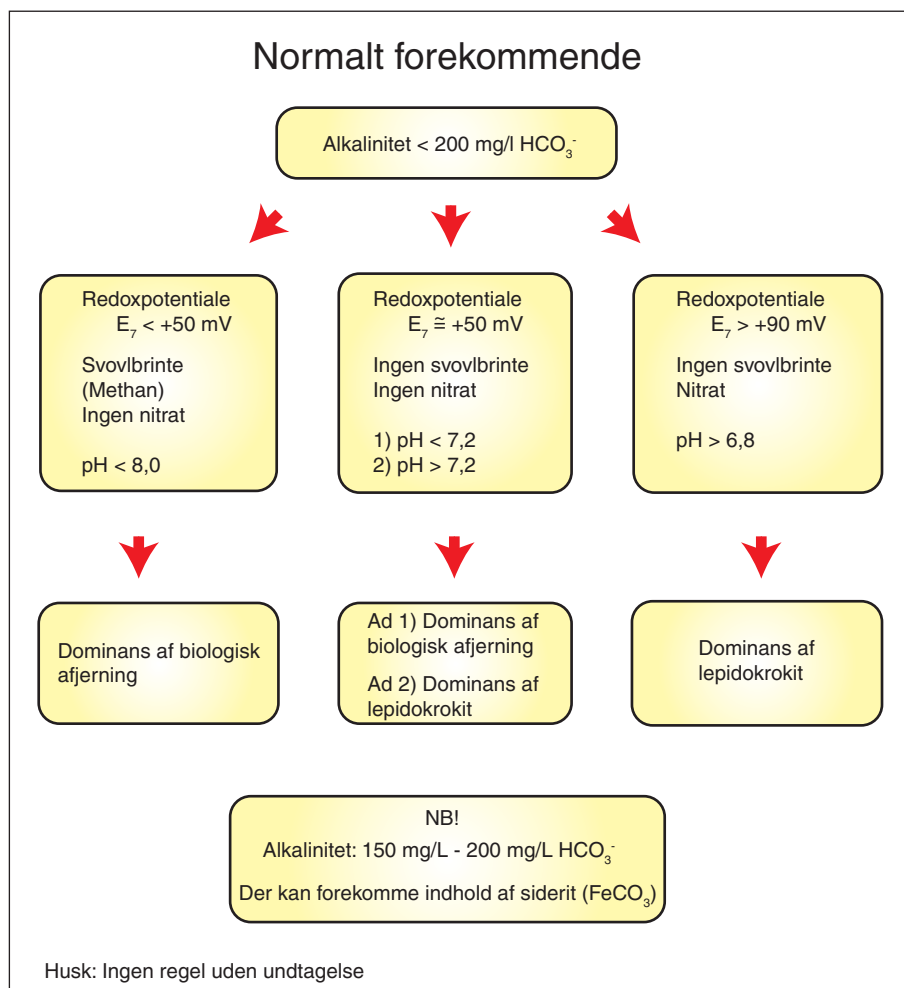 Normalt forekommende
Alkalinitet < 200 mg/l HCO₃⁻
Redoxpotentiale
E₇ < +50 mV
Svovlbrinte
(Methan)
Ingen nitrat
pH < 8,0
Redoxpotentiale
E₇ ≅ +50 mV
Ingen svovlbrinte
Ingen nitrat
1) pH < 7,2
2) pH > 7,2
Redoxpotentiale
E₇ > +90 mV
Ingen svovlbrinte
Nitrat
pH > 6,8
Dominans af biologisk
afjerning
Ad 1) Dominans af
biologisk afjerning
Ad 2) Dominans af
lepidokrokit
Dominans af
lepidokrokit
NB!
Alkalinitet: 150 mg/L - 200 mg/L HCO₃⁻
Der kan forekomme indhold af siderit (FeCO₃)
Husk: Ingen regel uden undtagelse